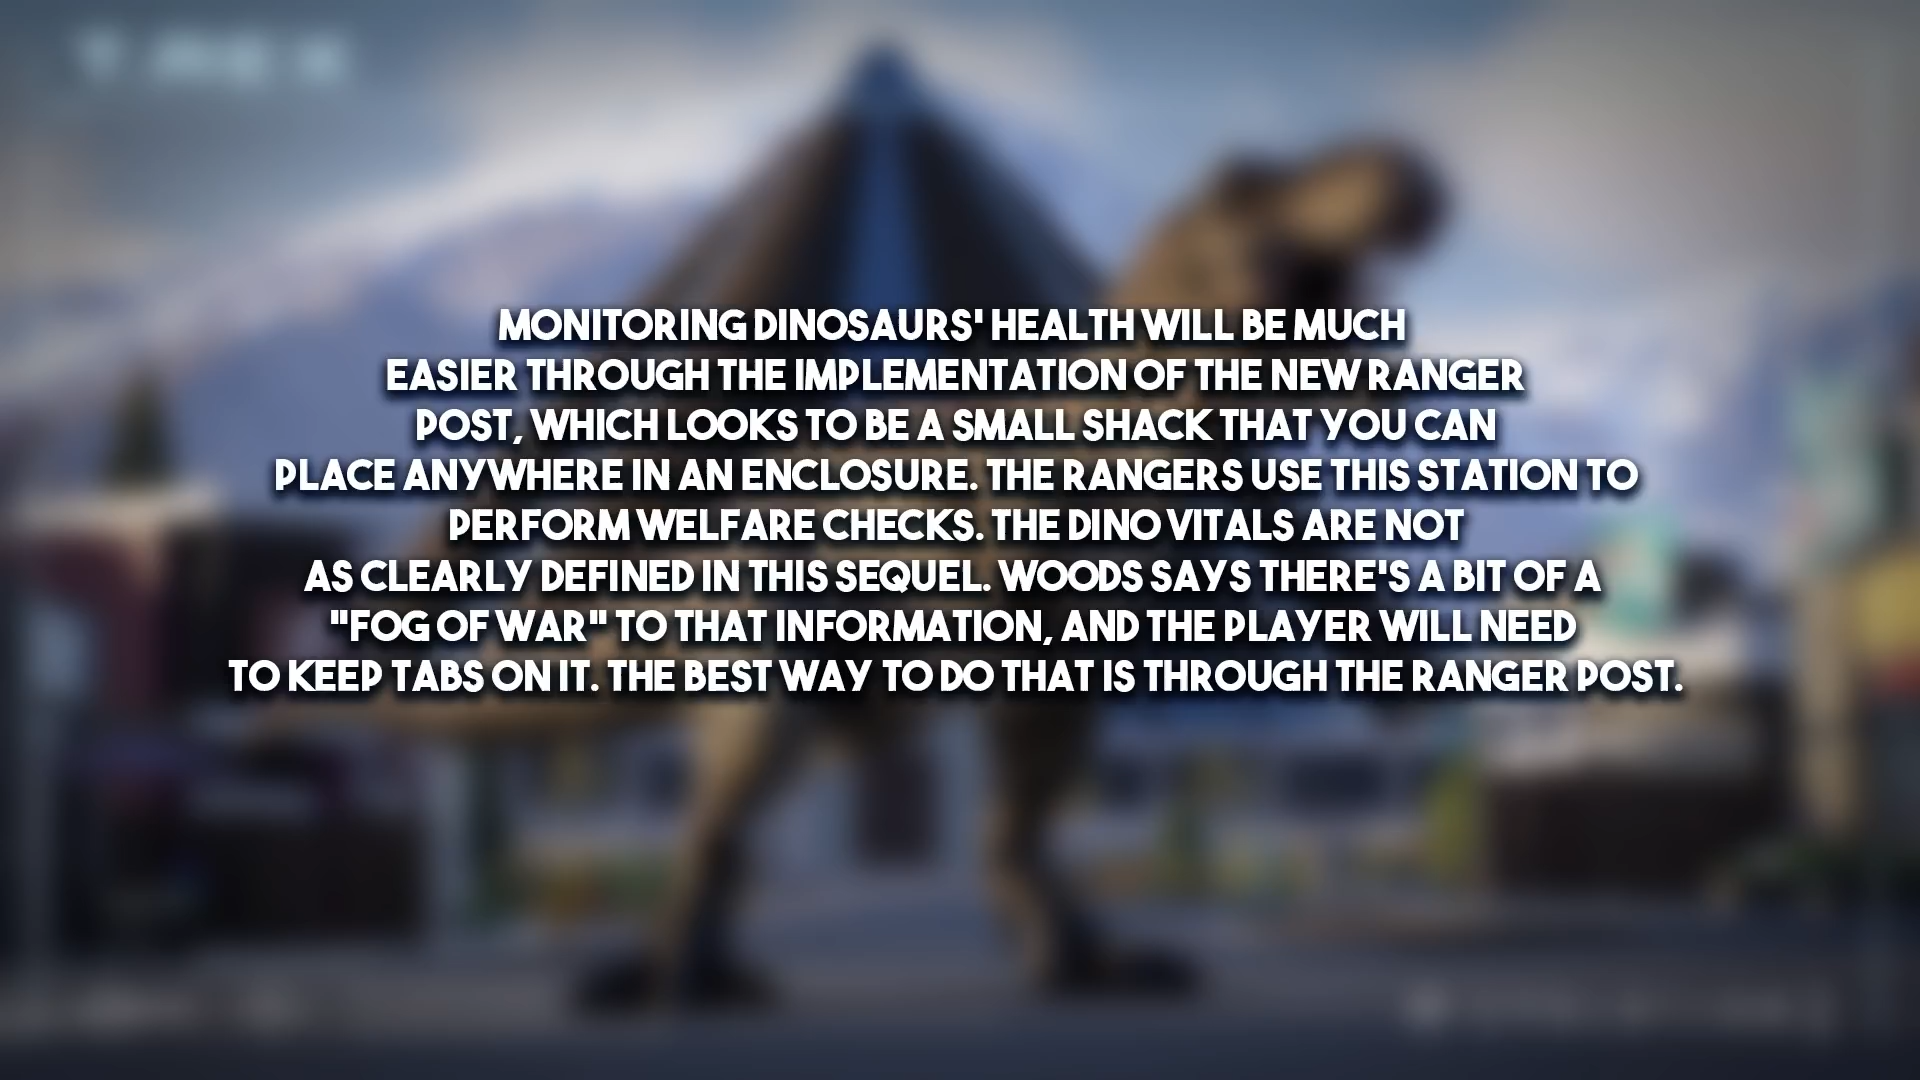 MONITORING DINOSAURS' HEALTH WILL BE MUCH
EASIER THROUGH THE IMPLEMENTATION OF THE NEW RANGER
POST, WHICH LOOKS TO BE A SMALL SHACK THAT YOU CAN
PLACE ANYWHERE IN AN ENCLOSURE. THE RANGERS USE THIS STATION TO
PERFORM WELFARE CHECKS. THE DINO VITALS ARE NOT
AS CLEARLY DEFINED IN THIS SEQUEL. WOODS SAYS THERE'S A BIT OF A
"FOG OF WAR" TO THAT INFORMATION, AND THE PLAYER WILL NEED
TO KEEP TABS ON IT. THE BEST WAY TO DO THAT IS THROUGH THE RANGER POST.